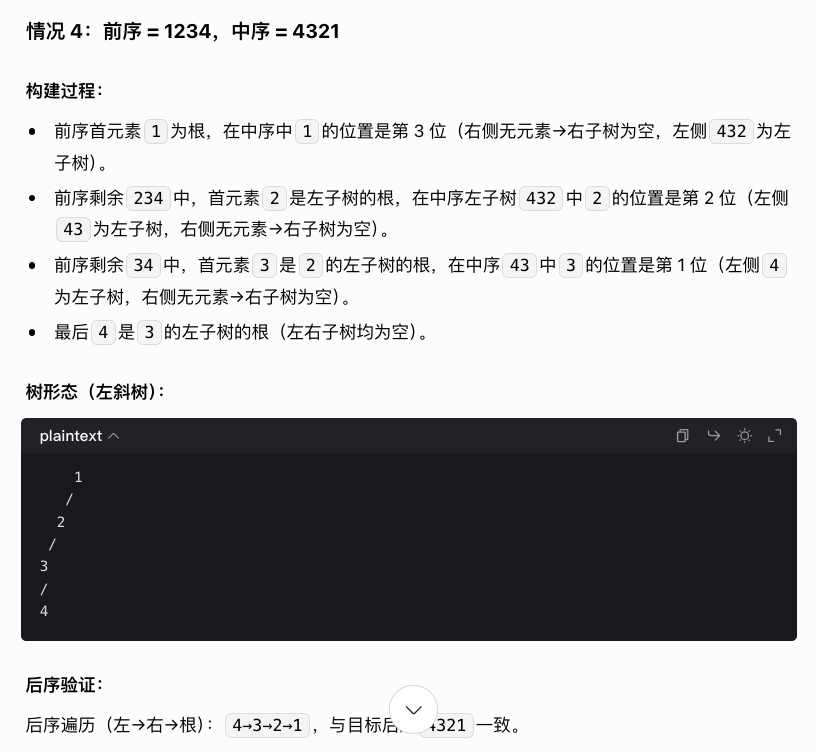 情况 4：前序 = 1234，中序 = 4321
构建过程：
• 前序首元素 1 为根，在中序中 1 的位置是第 3 位（右侧无元素→右子树为空，左侧 432 为左
子树）。
• 前序剩余 234 中，首元素 2 是左子树的根，在中序左子树 432 中 2 的位置是第 2 位（左侧
43 为左子树，右侧无元素→右子树为空）。
• 前序剩余 34 中，首元素 3 是 2 的左子树的根，在中序 43 中 3 的位置是第 1 位（左侧 4
为左子树，右侧无元素→右子树为空）。
• 最后 4 是 3 的左子树的根（左右子树均为空）。
树形态（左斜树）：
plaintext
1
/
2
/
3
/
4
后序验证：
后序遍历（左→右→根）： 4→3→2→1 ，与目标后 4321 一致。